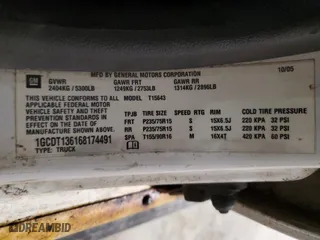 MFD BY GENERAL MOTORS CORPORATION
10/05
GM
GVWR GAWR FRT GAWR RR
2404KG / 5300LB 1249KG / 2753LB 1314KG / 2896LB
THIS VEHICLE CONFORMS TO ALL APPLICABLE U.S.
FEDERAL MOTOR VEHICLE SAFETY AND THEFT
PREVENTION STANDARDS IN EFFECT ON THE DATE OF
MANUFACTURE SHOWN ABOVE.
1GCDT136168174491
TYPE: TRUCK
MODEL: T15643
TPJB TIRE SIZE SPEED RTG RIM COLD TIRE PRESSURE
FRT P235/75R15 S 15X6.5J 220 KPA 32 PSI
RR P235/75R15 S 15X6.5J 220 KPA 32 PSI
SPA T155/90R16 M 16X4T 420 KPA 60 PSI